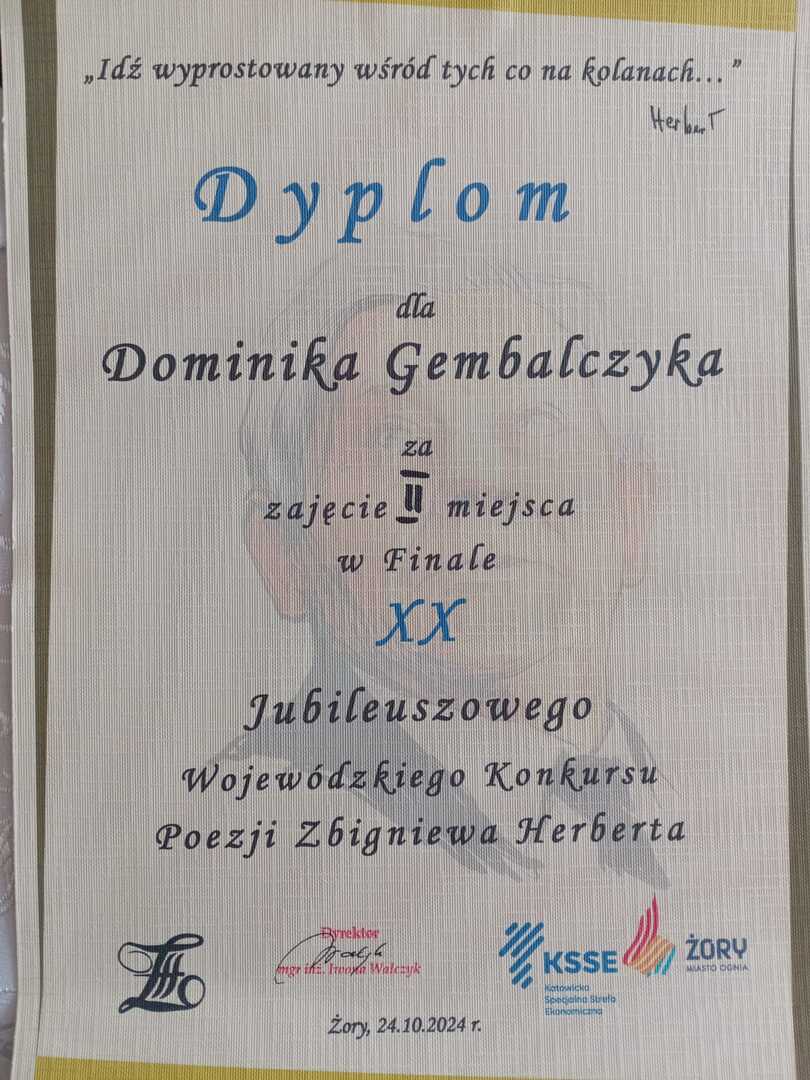 „Idź wyprostowany wśród tych co na kolanach...”
Herbert
Dyplom
dla
Dominika Gembalczyka
za
zajęcie II miejsca
w Finale
XX
Jubileuszowego
Wojewódzkiego Konkursu
Poezji Zbigniewa Herberta
Dyrektor
mgr inż. Iwona Walczyk
KSSE
Katowicka
Specjalna Strefa
Ekonomiczna
ŻORY
MIASTO OGNIA
Żory, 24.10.2024 r.